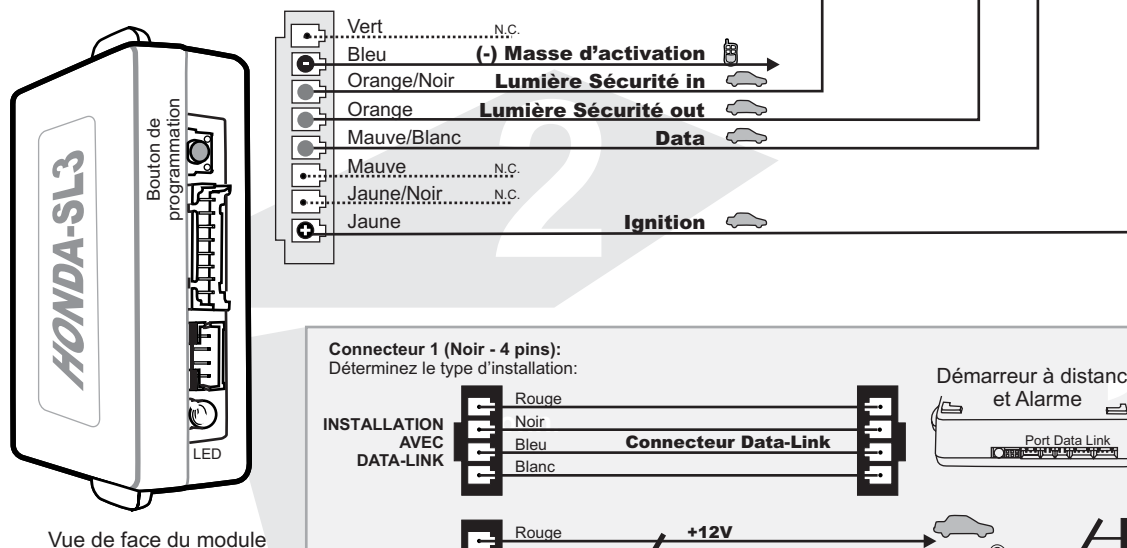 Vert N.C.
Bleu (-) Masse d'activation
Orange/Noir Lumière Sécurité in
Orange Lumière Sécurité out
Mauve/Blanc Data
Mauve N.C.
Jaune/Noir N.C.
Jaune Ignition
2
Bouton de
programmation
HONDA-SL3
LED
Vue de face du module
Connecteur 1 (Noir - 4 pins):
Déterminez le type d'installation:
INSTALLATION
AVEC
DATA-LINK
Rouge
Noir
Bleu Connecteur Data-Link
Blanc
Démarreur à distanc
et Alarme
Port Data Link
Rouge +12V